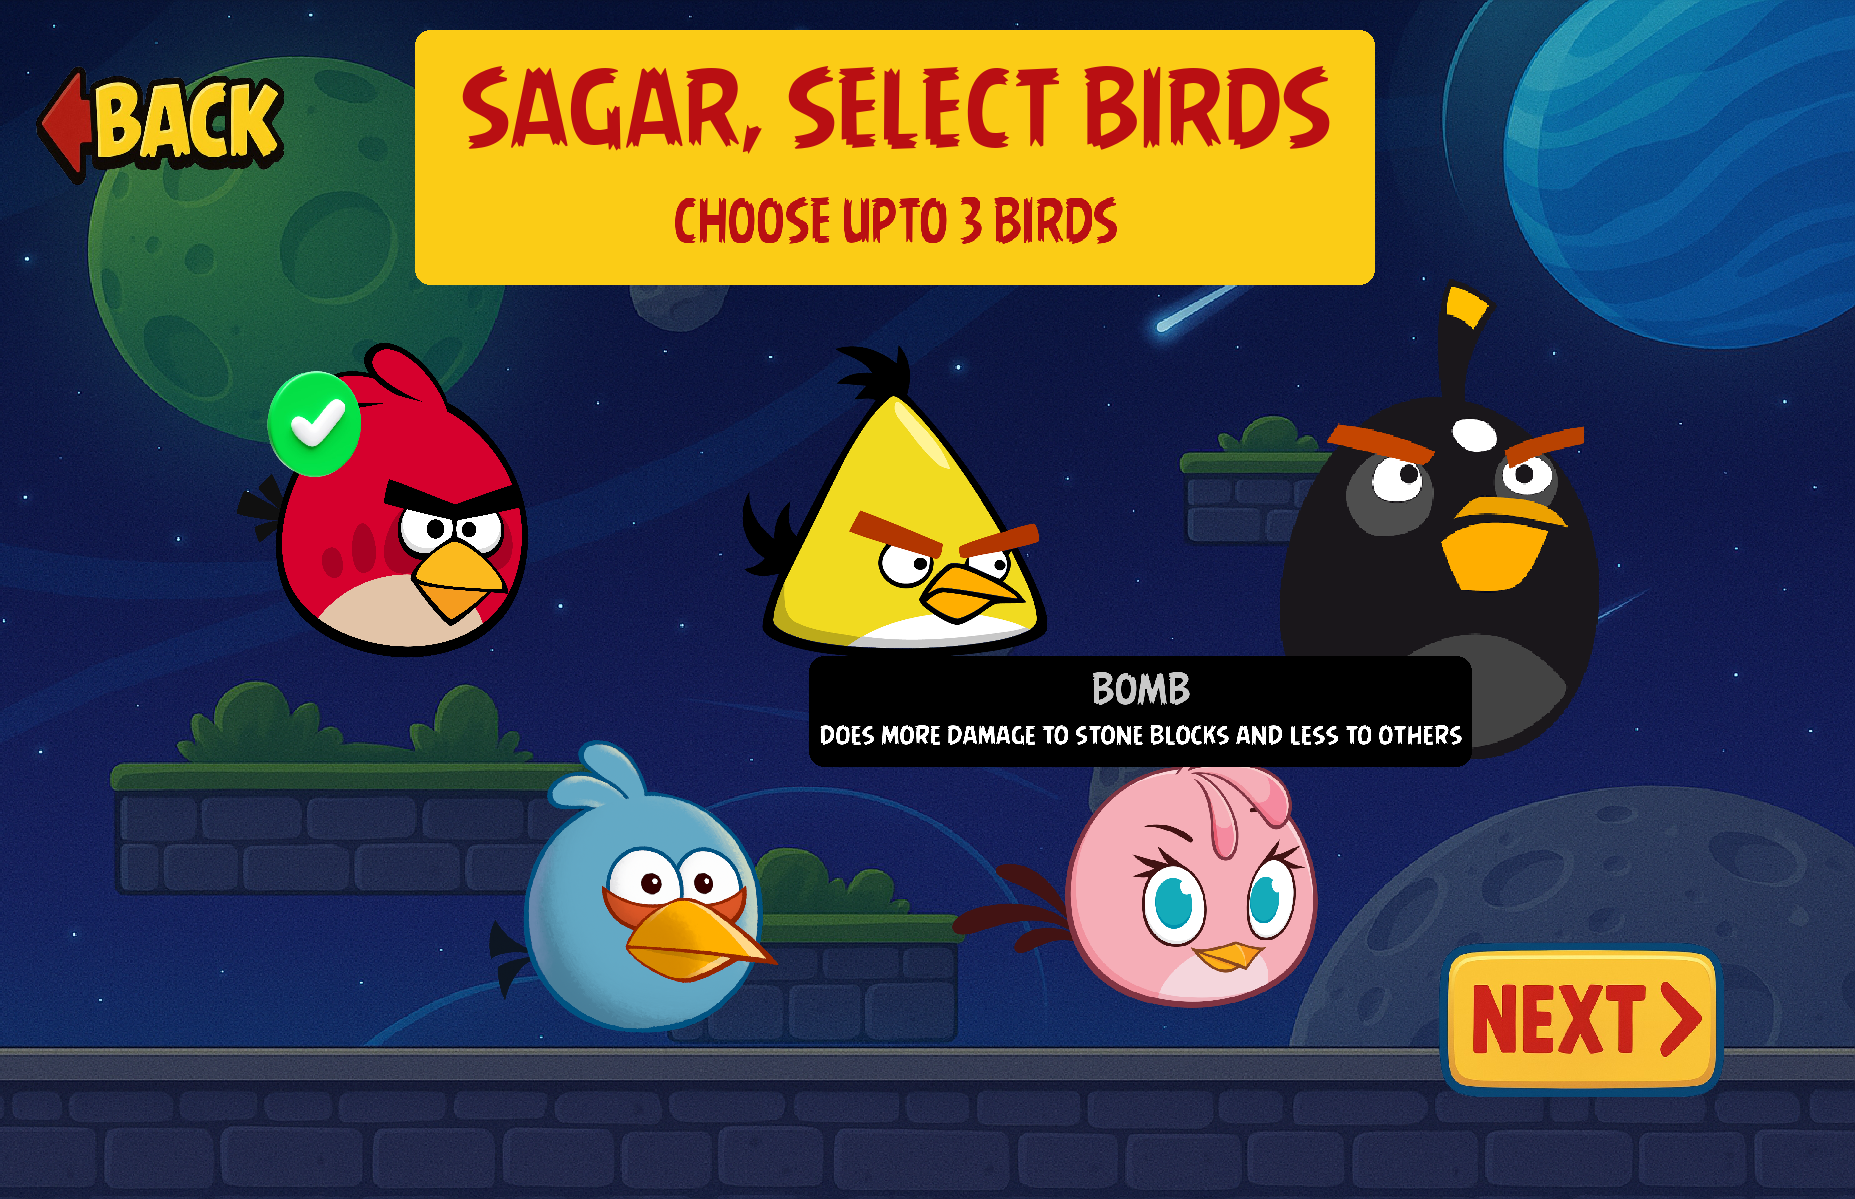 BACK
SAGAR, SELECT BIRDS
CHOOSE UPTO 3 BIRDS
BOMB
DOES MORE DAMAGE TO STONE BLOCKS AND LESS TO OTHERS
NEXT